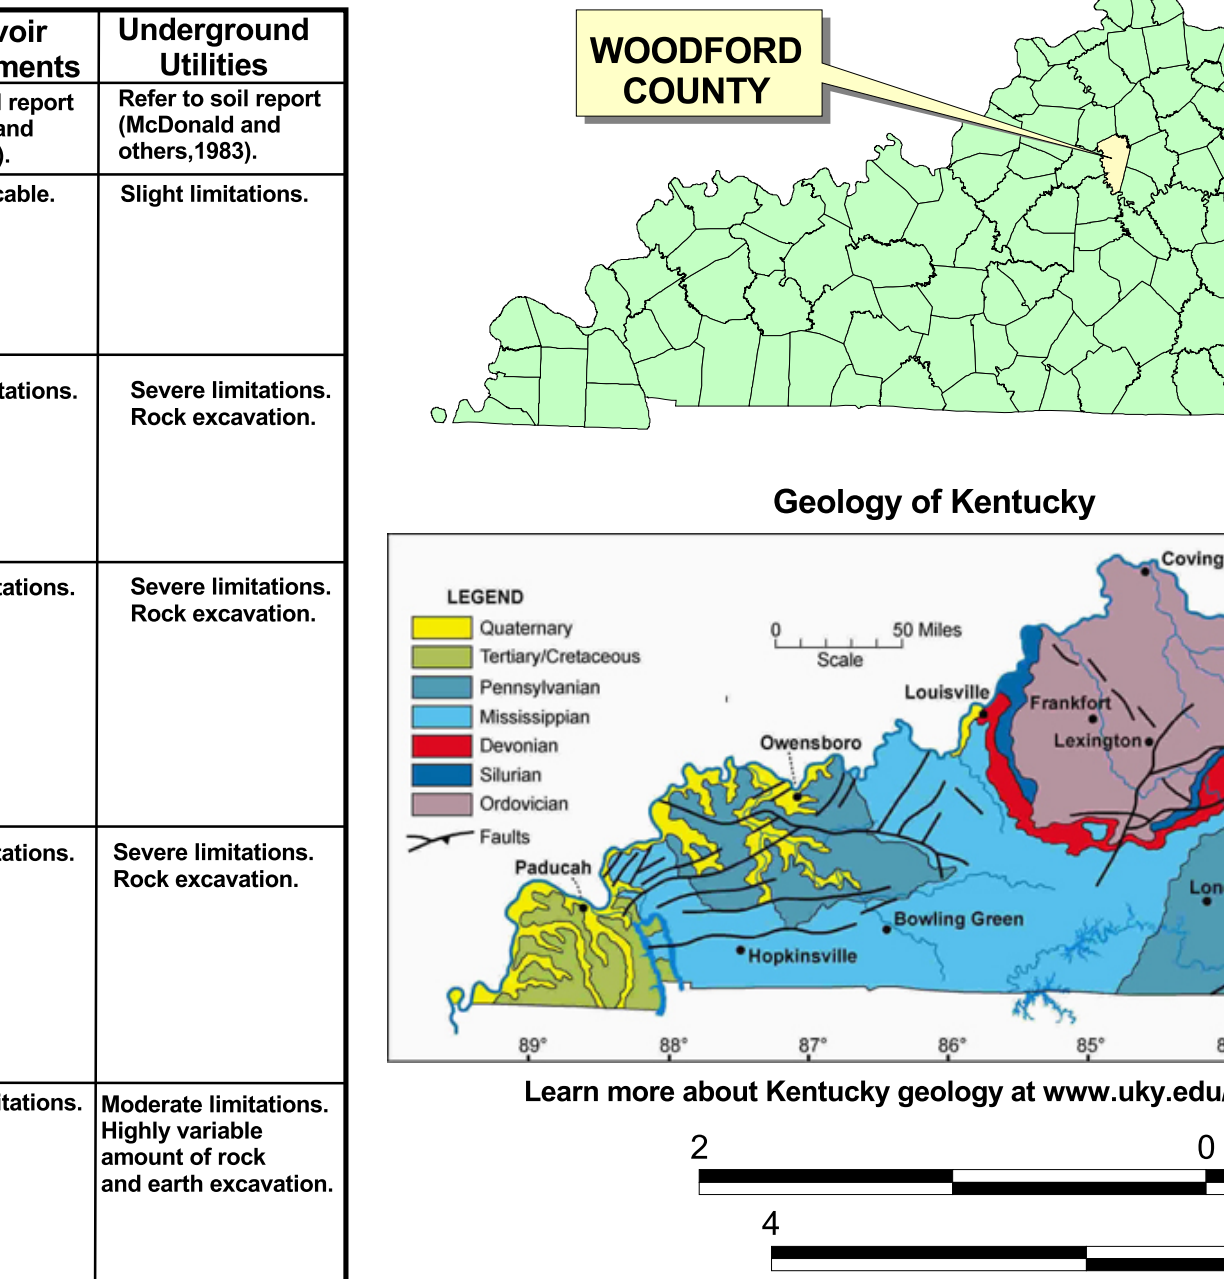 voir
ments
Underground
Utilities
l report
and
).
Refer to soil report
(McDonald and
others,1983).
cable.
Slight limitations.
tations.
Severe limitations.
Rock excavation.
tations.
Severe limitations.
Rock excavation.
tations.
Severe limitations.
Rock excavation.
itations.
Moderate limitations.
Highly variable
amount of rock
and earth excavation.
WOODFORD
COUNTY
Geology of Kentucky
LEGEND
Quaternary
Tertiary/Cretaceous
Pennsylvanian
Mississippian
Devonian
Silurian
Ordovician
Faults
0 50 Miles
Scale
Coving
Louisville
Frankfort
Lexington
Owensboro
Paducah
Lon
Bowling Green
Hopkinsville
89° 88° 87° 86° 85° 8
Learn more about Kentucky geology at www.uky.edu/
2 0
4